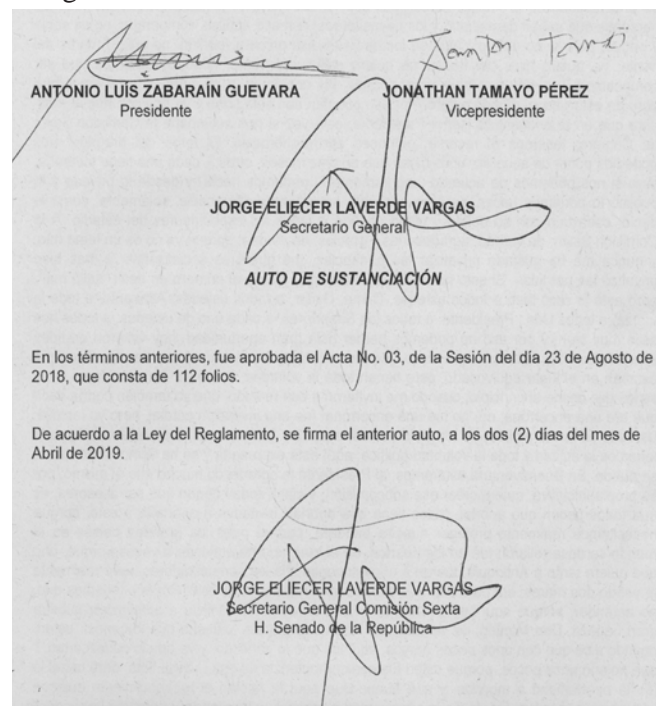 Jonatan Tama
ANTONIO LUÍS ZABARAÍN GUEVARA
Presidente
JONATHAN TAMAYO PÉREZ
Vicepresidente
JORGE ELIECER LAVERDE VARGAS
Secretario General
AUTO DE SUSTANCIACIÓN
En los términos anteriores, fue aprobada el Acta No. 03, de la Sesión del día 23 de Agosto de
2018, que consta de 112 folios.
De acuerdo a la Ley del Reglamento, se firma el anterior auto, a los dos (2) días del mes de
Abril de 2019.
JORGE ELIECER LAVERDE VARGAS
Secretario General Comisión Sexta
H. Senado de la República